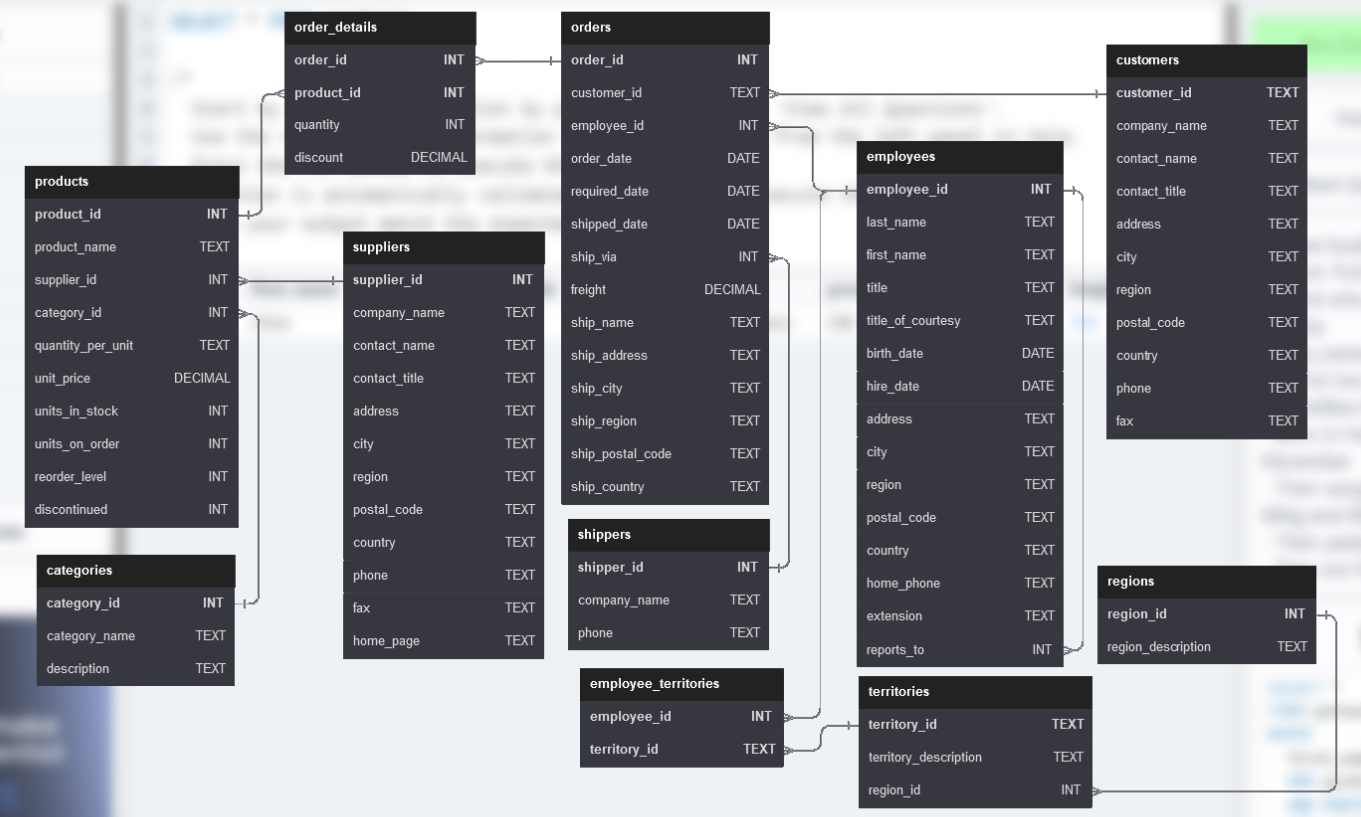 order_details
order_id INT
product_id INT
quantity INT
discount DECIMAL
orders
order_id INT
customer_id TEXT
employee_id INT
order_date DATE
required_date DATE
shipped_date DATE
ship_via INT
freight DECIMAL
ship_name TEXT
ship_address TEXT
ship_city TEXT
ship_region TEXT
ship_postal_code TEXT
ship_country TEXT
customers
customer_id TEXT
company_name TEXT
contact_name TEXT
contact_title TEXT
address TEXT
city TEXT
region TEXT
postal_code TEXT
country TEXT
phone TEXT
fax TEXT
products
product_id INT
product_name TEXT
supplier_id INT
category_id INT
quantity_per_unit TEXT
unit_price DECIMAL
units_in_stock INT
units_on_order INT
reorder_level INT
discontinued INT
suppliers
supplier_id INT
company_name TEXT
contact_name TEXT
contact_title TEXT
address TEXT
city TEXT
region TEXT
postal_code TEXT
country TEXT
phone TEXT
fax TEXT
home_page TEXT
employees
employee_id INT
last_name TEXT
first_name TEXT
title TEXT
title_of_courtesy TEXT
birth_date DATE
hire_date DATE
address TEXT
city TEXT
region TEXT
postal_code TEXT
country TEXT
home_phone TEXT
extension TEXT
reports_to INT
categories
category_id INT
category_name TEXT
description TEXT
shippers
shipper_id INT
company_name TEXT
phone TEXT
regions
region_id INT
region_description TEXT
employee_territories
employee_id INT
territory_id TEXT
territories
territory_id TEXT
territory_description TEXT
region_id INT